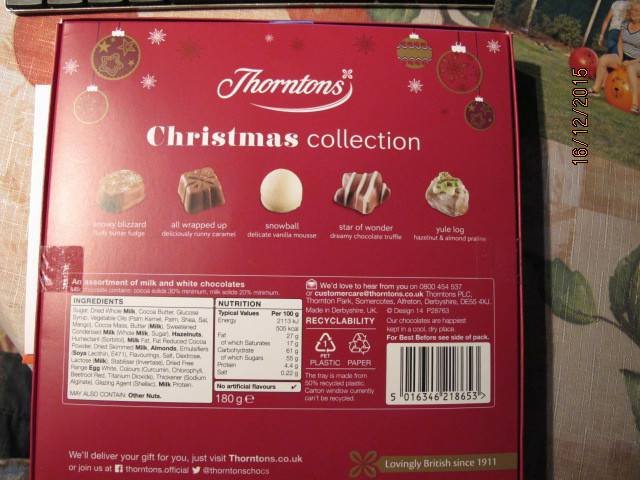 Thorntons
Christmas collection
snowy blizzard
fudy butter fudge
all wrapped up
deliciously runny caramel
snowball
delicate vanilla mousse
star of wonder
dreamy chocolate truffle
yule log
hazelnut & almond praline
An assortment of milk and white chocolates
Milk chocolate contains: cocoa solids 30% minimum, milk solids 20% minimum.
INGREDIENTS
Sugar, Dried Whole Milk, Cocoa Butter, Glucose
Syrup, Vegetable Oils (Palm Kernel, Palm, Shea, Sal,
Mango), Cocoa Mass, Butter (Milk), Sweetened
Condensed Milk (Whole Milk, Sugar), Hazelnuts,
Humectant (Sorbitol), Milk Fat, Fat Reduced Cocoa
Powder, Dried Skimmed Milk, Almonds, Emulsifiers
(Soya Lecithin, E471), Flavourings, Salt, Dextrose,
Lactose (Milk), Stabiliser (Invertase), Dried Free
Range Egg White, Colours (Curcumin, Chlorophyll,
Beetroot Red, Titanium Dioxide), Thickener (Sodium
Alginate), Glazing Agent (Shellac), Milk Protein.
MAY ALSO CONTAIN: Other Nuts.
NUTRITION
Typical Values Per 100 g
Energy 2113 kJ
505 kcal
Fat 27 g
of which Saturates 17 g
Carbohydrate 61 g
of which Sugars 55 g
Protein 4.4 g
Salt 0.22 g
No artificial flavours ✓
180 g e
We'd love to hear from you on 0800 454 537
or customercare@thorntons.co.uk Thorntons PLC,
Thornton Park, Somercotes, Alfreton, Derbyshire, DE55 4XJ.
Made in Derbyshire, UK. © Design 14 P28763
RECYCLABILITY
Our chocolates are happiest
kept in a cool, dry place.
For Best Before see side of pack.
PET
PLASTIC PAPER
The tray is made from
50% recycled plastic.
Carton window currently
can't be recycled.
5 016346 218653 >
We'll deliver your gift for you, just visit Thorntons.co.uk
or join us at f thorntons.official @thorntonschocs
Lovingly British since 1911
16/12/2015